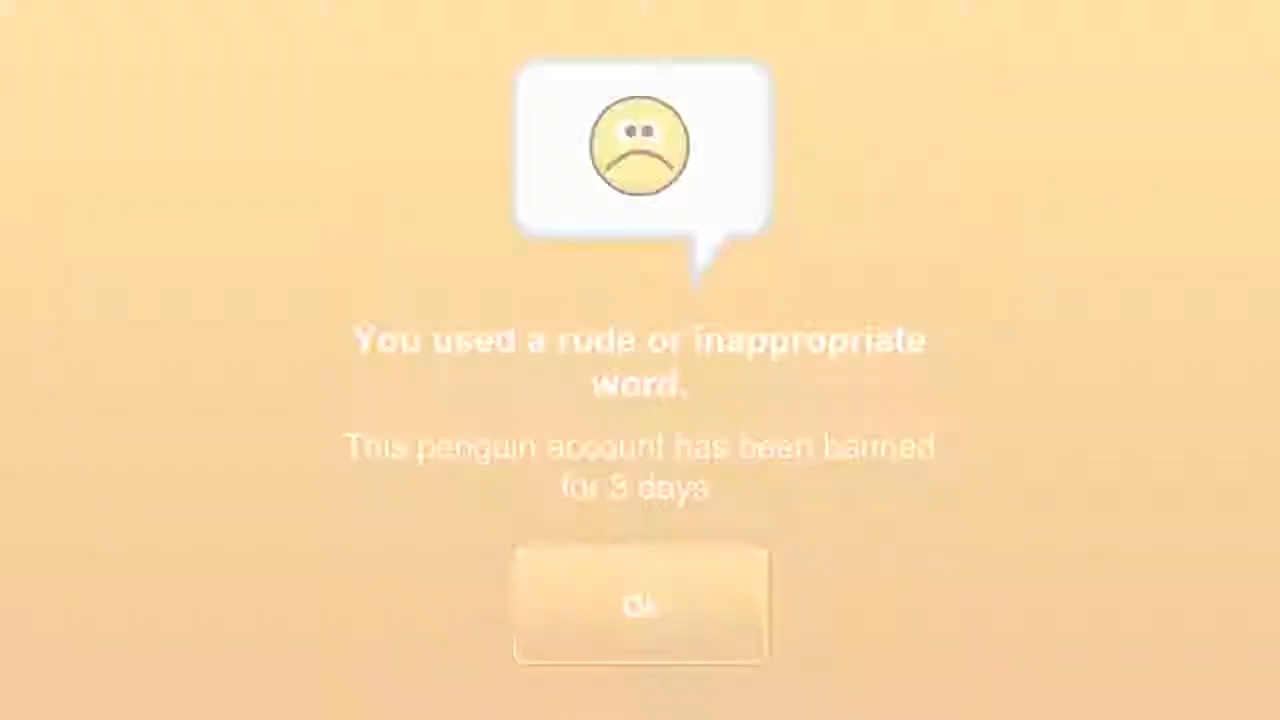 You used a rude or inappropriate
word.
This penguin account has been banned
for 3 days
Ok